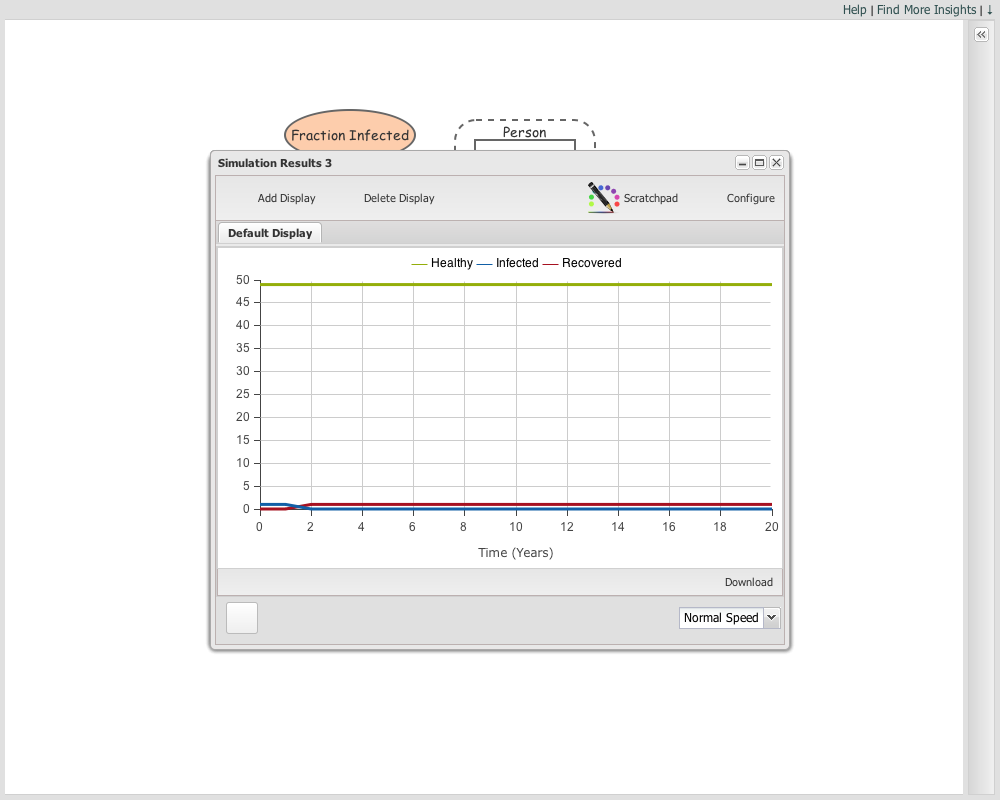 Help | Find More Insights | ↓
Fraction Infected
Person
Simulation Results 3
Add Display Delete Display Scratchpad Configure
Default Display
Healthy Infected Recovered
50
45
40
35
30
25
20
15
10
5
0
0 2 4 6 8 10 12 14 16 18 20
Time (Years)
Download
Normal Speed